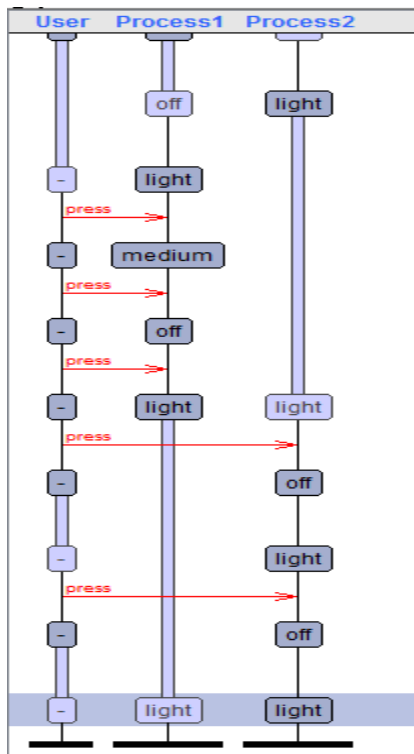 User Process1 Process2
off light
- light
press
- medium
press
- off
press
- light light
press
- off
- light
press
- off
- light light